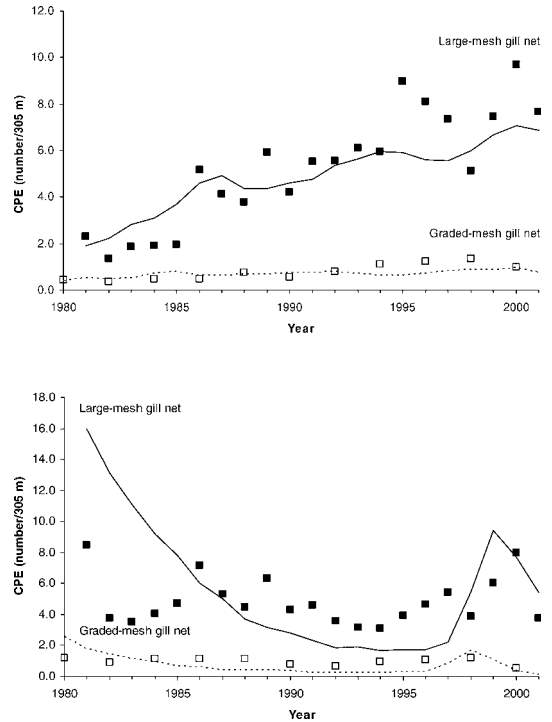 12.0
Large-mesh gill net
10.0
8.0
6.0
4.0
Graded-mesh gill net
2.0
0.0
CPE (number/305 m)
1980 1985 1990 1995 2000
Year
18.0
Large-mesh gill net
16.0
14.0
12.0
10.0
8.0
6.0
4.0
Graded-mesh gill net
2.0
0.0
CPE (number/305 m)
1980 1985 1990 1995 2000
Year